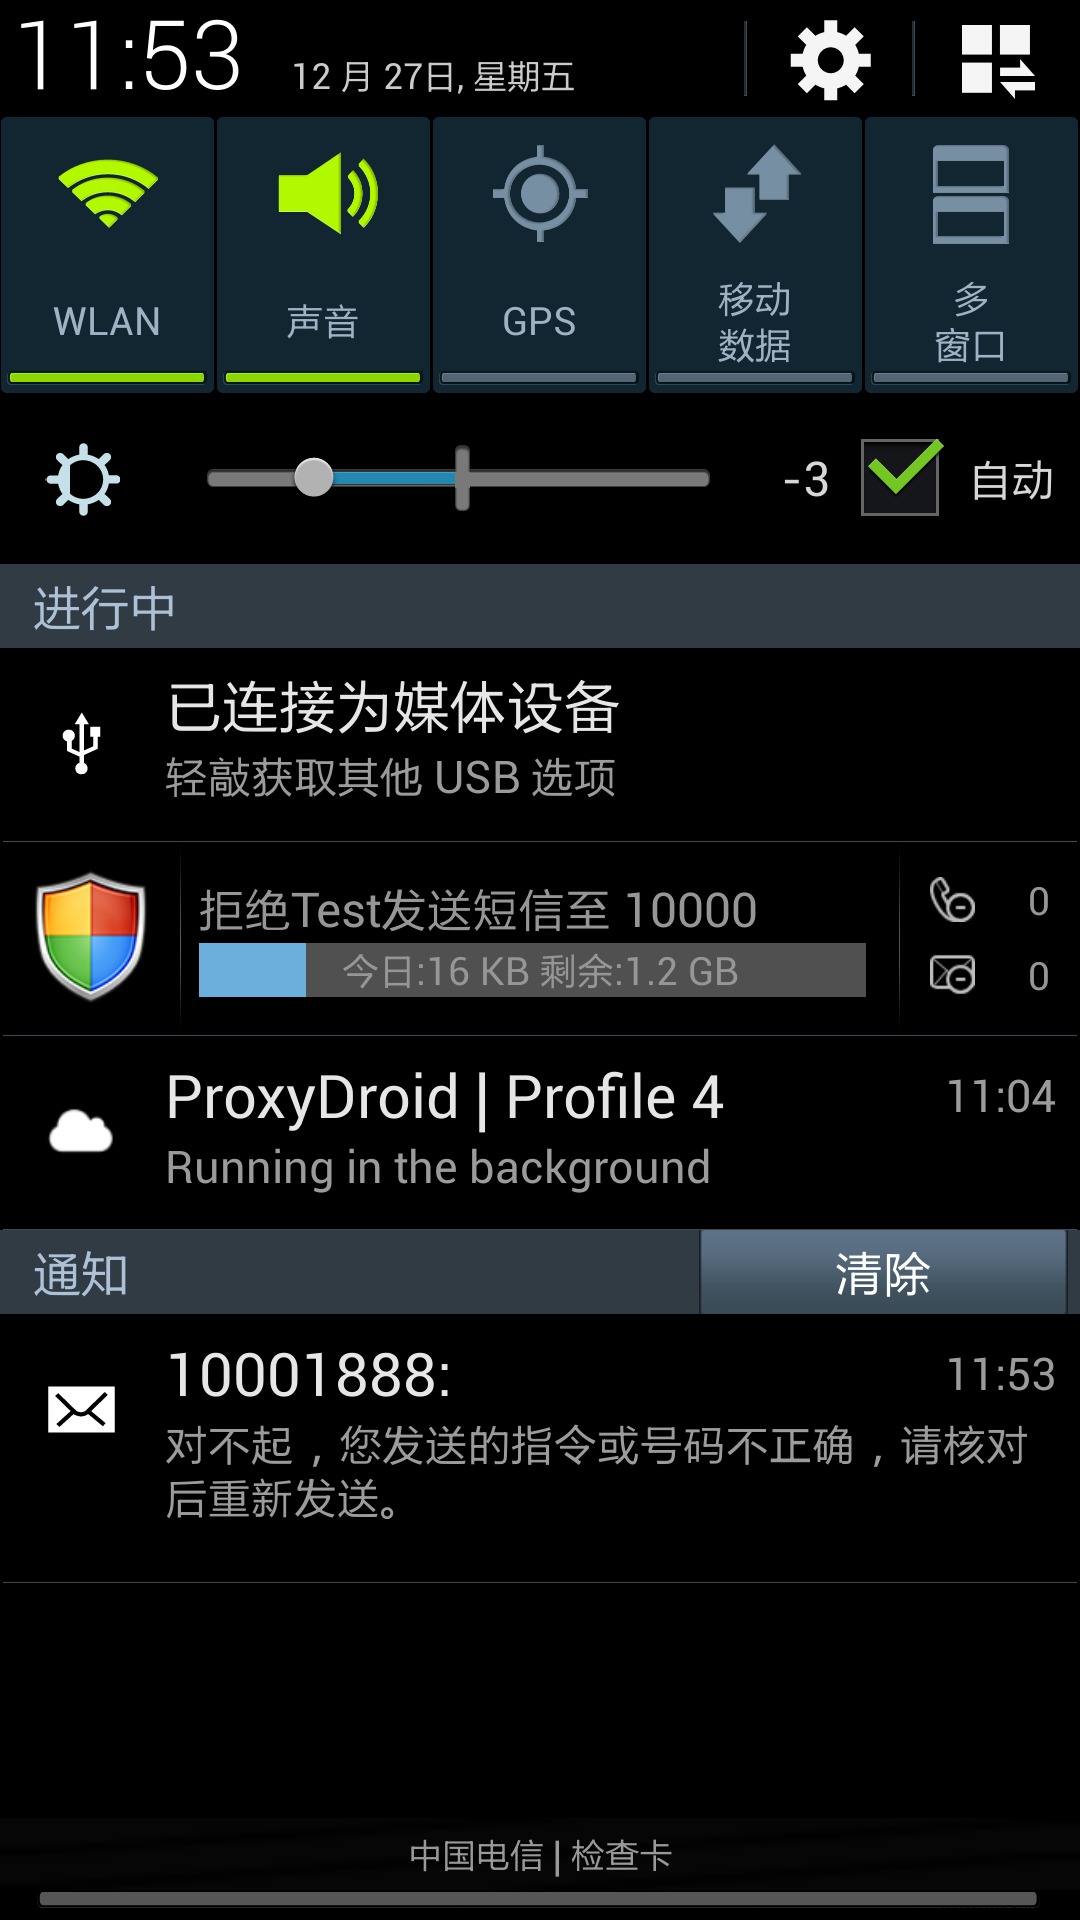 11:53 12 月 27日, 星期五
WLAN 声音 GPS 移动 多
数据 窗口
-3 自动
进行中
已连接为媒体设备
轻敲获取其他 USB 选项
拒绝Test发送短信至 10000 0
今日:16 KB 剩余:1.2 GB 0
ProxyDroid | Profile 4 11:04
Running in the background
通知 清除
10001888: 11:53
对不起，您发送的指令或号码不正确，请核对
后重新发送。
中国电信 | 检查卡